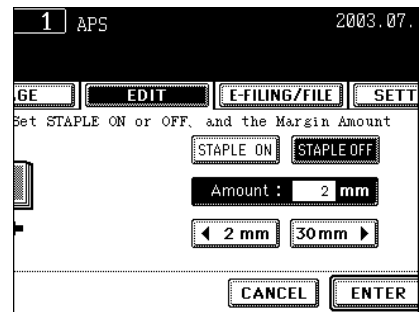 1 APS 2003.07.
GE EDIT E-FILING/FILE SETT
Set STAPLE ON or OFF, and the Margin Amount
STAPLE ON STAPLE OFF
Amount : 2 mm
2 mm 30mm
CANCEL ENTER